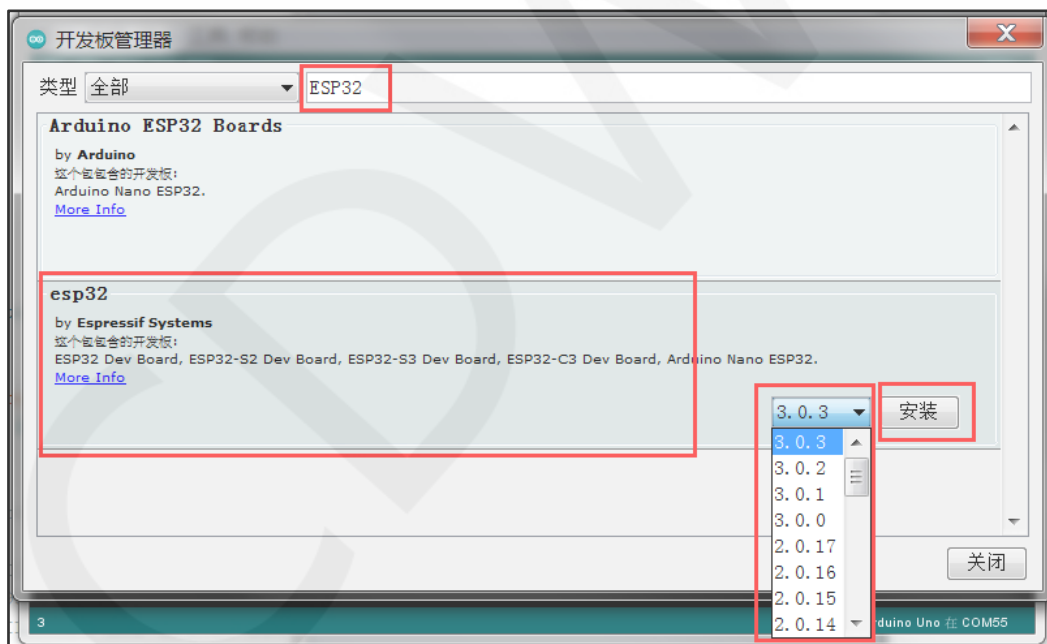 开发板管理器
X
类型 全部 ESP32
Arduino ESP32 Boards
by Arduino
这个包包含的开发板:
Arduino Nano ESP32.
More Info
esp32
by Espressif Systems
这个包包含的开发板:
ESP32 Dev Board, ESP32-S2 Dev Board, ESP32-S3 Dev Board, ESP32-C3 Dev Board, Arduino Nano ESP32.
More Info
3.0.3 安装
3.0.3
3.0.2
3.0.1
3.0.0
2.0.17
2.0.16
2.0.15
2.0.14
关闭
3 duino Uno 在 COM55